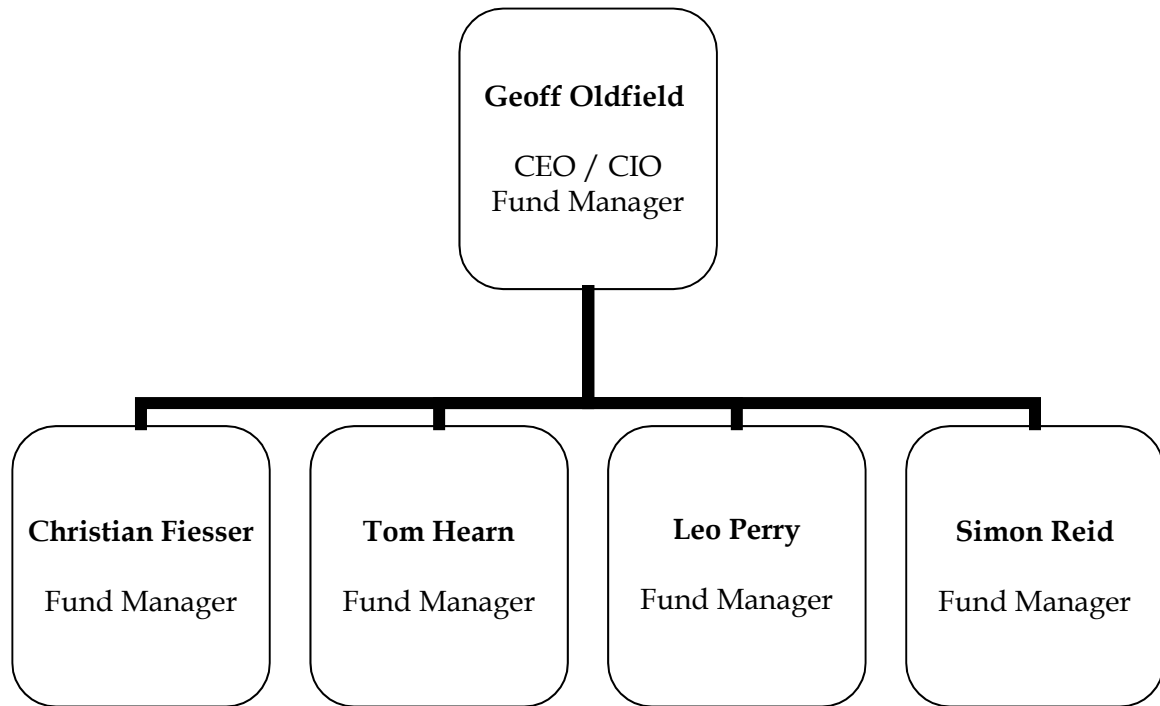 Geoff Oldfield
CEO / CIO
Fund Manager
Christian Fiesser
Fund Manager
Tom Hearn
Fund Manager
Leo Perry
Fund Manager
Simon Reid
Fund Manager